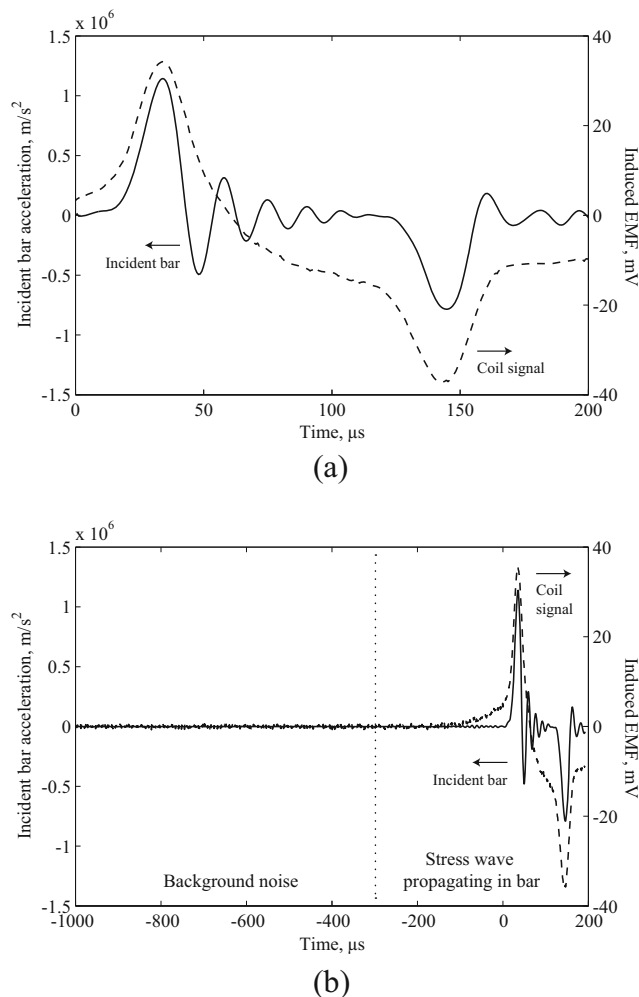 x 10⁶
1.5
1
0.5
0
-0.5
-1
-1.5
Incident bar acceleration, m/s²
40
20
0
-20
-40
Induced EMF, mV
Incident bar
Coil signal
0 50 100 150 200
Time, μs
(a)
x 10⁶
1.5
1
0.5
0
-0.5
-1
-1.5
Incident bar acceleration, m/s²
40
20
0
-20
-40
Induced EMF, mV
Coil
signal
Incident bar
Background noise
Stress wave
propagating in bar
-1000 -800 -600 -400 -200 0 200
Time, μs
(b)